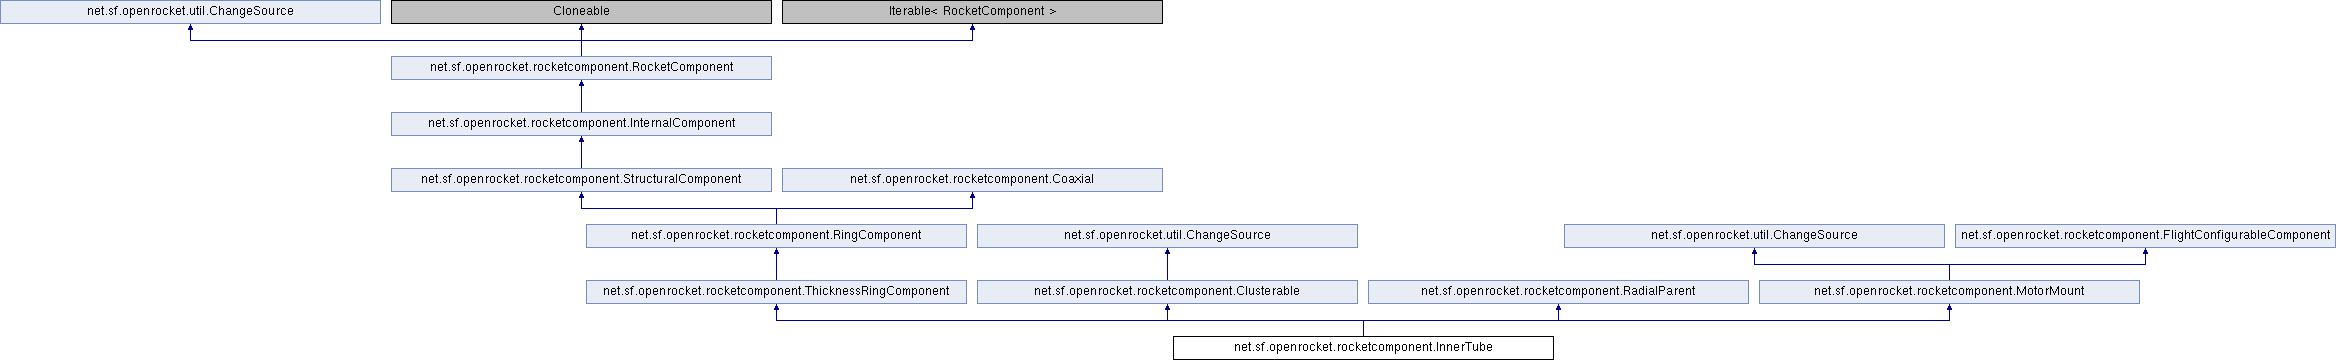 net.sf.openrocket.util.ChangeSource
Cloneable
Iterable< RocketComponent >
net.sf.openrocket.rocketcomponent.RocketComponent
net.sf.openrocket.rocketcomponent.InternalComponent
net.sf.openrocket.rocketcomponent.StructuralComponent
net.sf.openrocket.rocketcomponent.Coaxial
net.sf.openrocket.rocketcomponent.RingComponent
net.sf.openrocket.util.ChangeSource
net.sf.openrocket.util.ChangeSource
net.sf.openrocket.rocketcomponent.FlightConfigurableComponent
net.sf.openrocket.rocketcomponent.ThicknessRingComponent
net.sf.openrocket.rocketcomponent.Clusterable
net.sf.openrocket.rocketcomponent.RadialParent
net.sf.openrocket.rocketcomponent.MotorMount
net.sf.openrocket.rocketcomponent.InnerTube